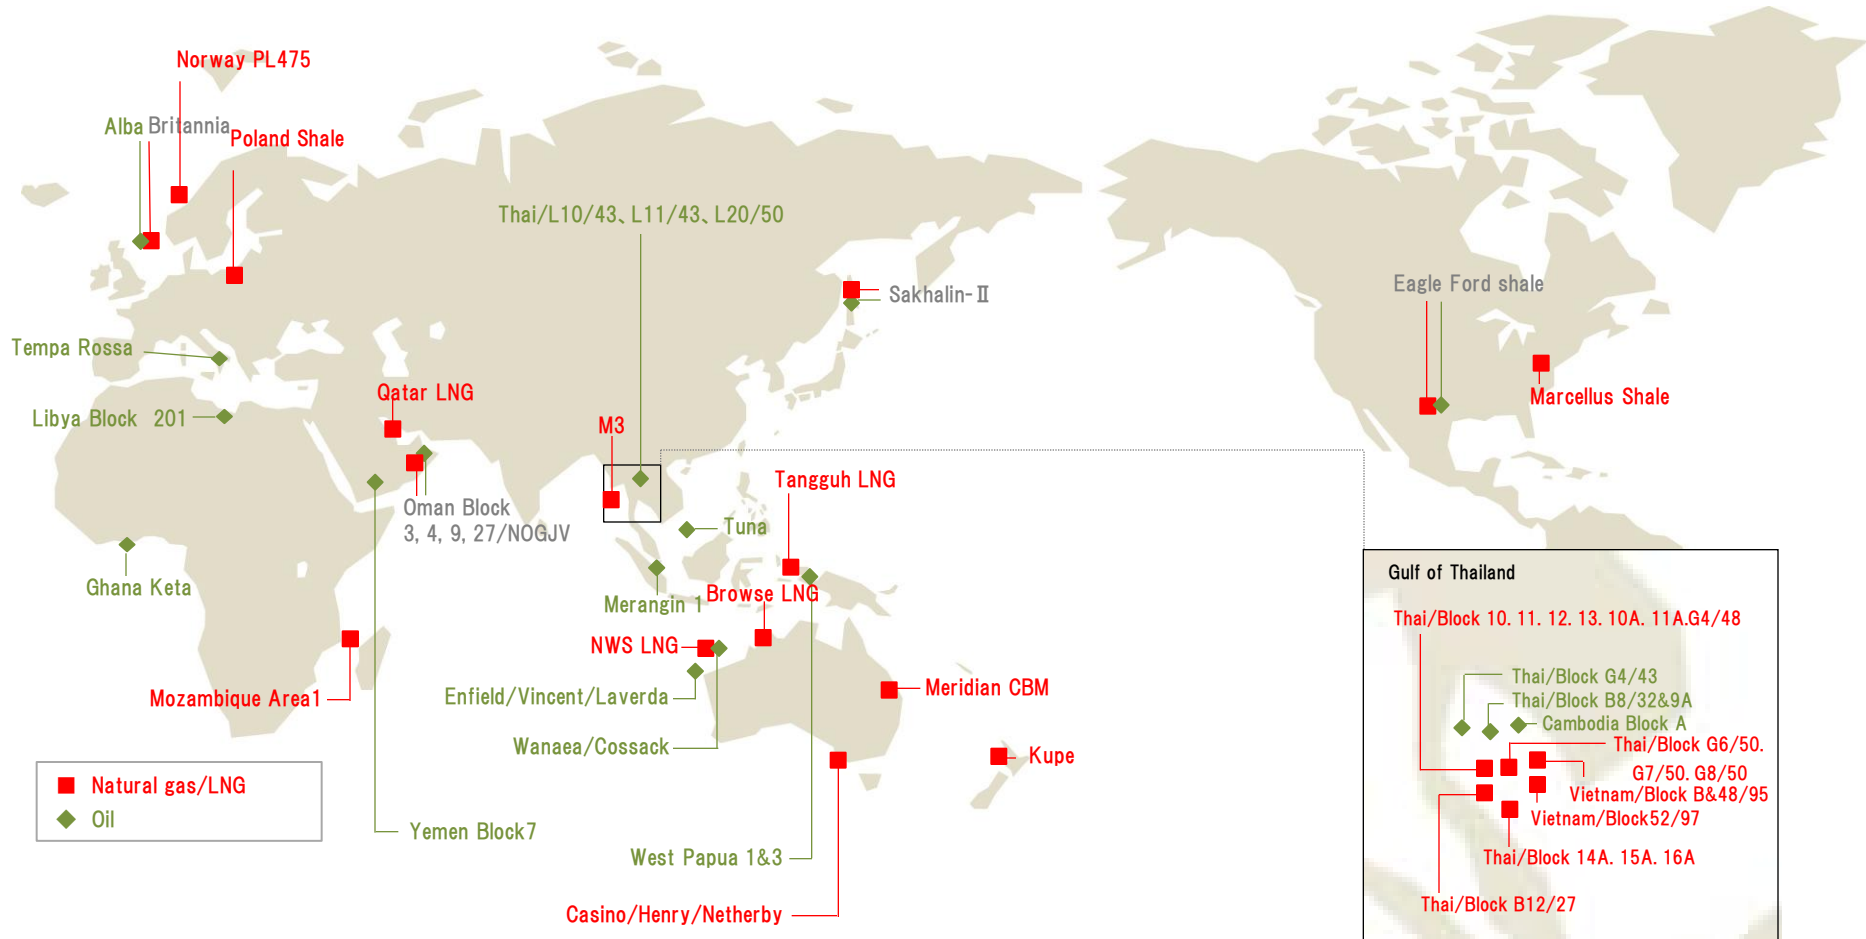 Norway PL475
Alba Britannia
Poland Shale
Thai/L10/43、L11/43、L20/50
Sakhalin-Ⅱ
Eagle Ford shale
Tempa Rossa
Qatar LNG
Marcellus Shale
Libya Block 201
M3
Tangguh LNG
Oman Block
3, 4, 9, 27/NOGJV
Tuna
Ghana Keta
Merangin 1
Browse LNG
NWS LNG
Mozambique Area1
Enfield/Vincent/Laverda
Meridian CBM
Wanaea/Cossack
Kupe
Natural gas/LNG
Oil
Yemen Block7
West Papua 1&3
Casino/Henry/Netherby
Gulf of Thailand
Thai/Block 10. 11. 12. 13. 10A. 11A.G4/48
Thai/Block G4/43
Thai/Block B8/32&9A
Cambodia Block A
Thai/Block G6/50.
G7/50. G8/50
Vietnam/Block B&48/95
Vietnam/Block52/97
Thai/Block 14A. 15A. 16A
Thai/Block B12/27